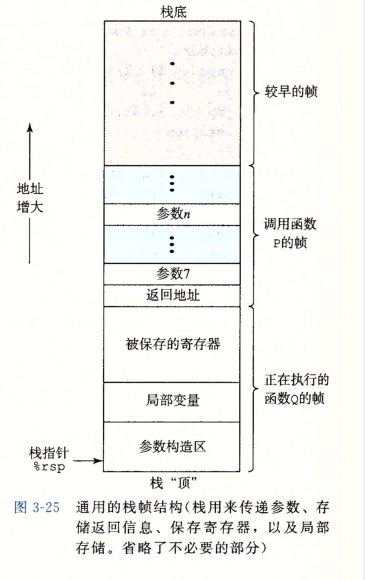 栈底
较早的帧
地址
增大
参数n
调用函数
P的帧
参数7
返回地址
被保存的寄存器
正在执行的
函数Q的帧
局部变量
参数构造区
栈指针
%rsp
栈“顶”
图 3-25 通用的栈帧结构(栈用来传递参数、存
储返回信息、保存寄存器，以及局部
存储。省略了不必要的部分)